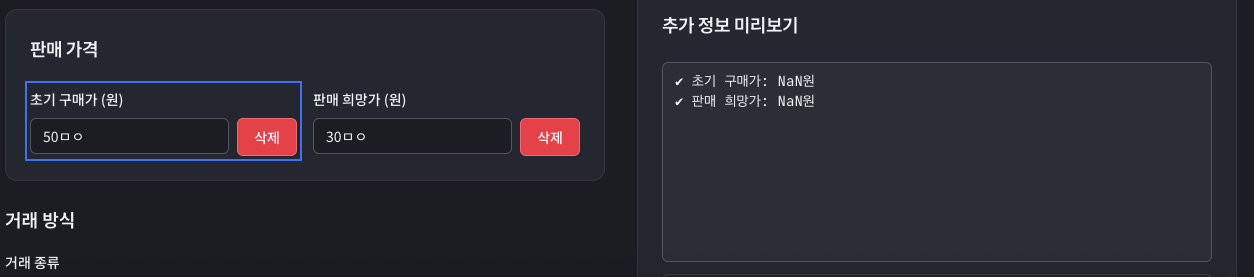 판매 가격
초기 구매가 (원)
판매 희망가 (원)
50ㅁㅇ
삭제
30ㅁㅇ
삭제
거래 방식
거래 종류
추가 정보 미리보기
✔ 초기 구매가: NaN원
✔ 판매 희망가: NaN원